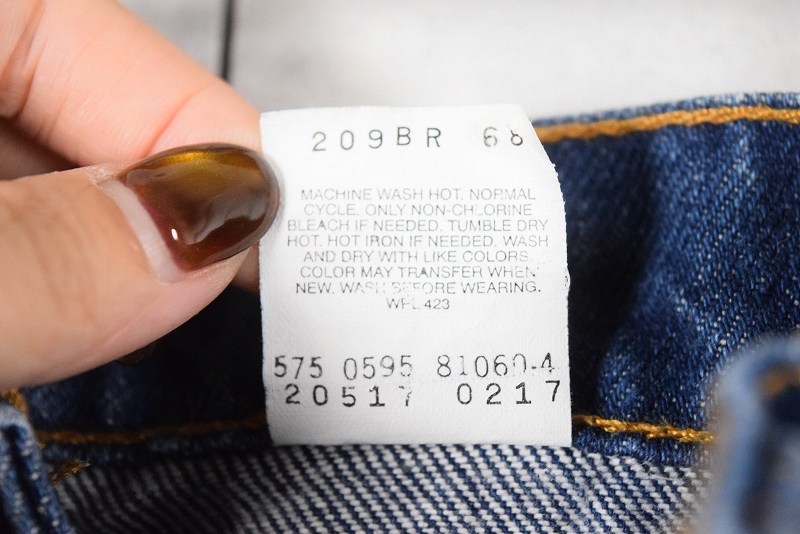 209BR 68
MACHINE WASH HOT. NORMAL
CYCLE. ONLY NON-CHLORINE
BLEACH IF NEEDED. TUMBLE DRY
HOT. HOT IRON IF NEEDED. WASH
AND DRY WITH LIKE COLORS.
COLOR MAY TRANSFER WHEN
NEW. WASH BEFORE WEARING.
WPL 423
575 0595 81060-4
20517 0217